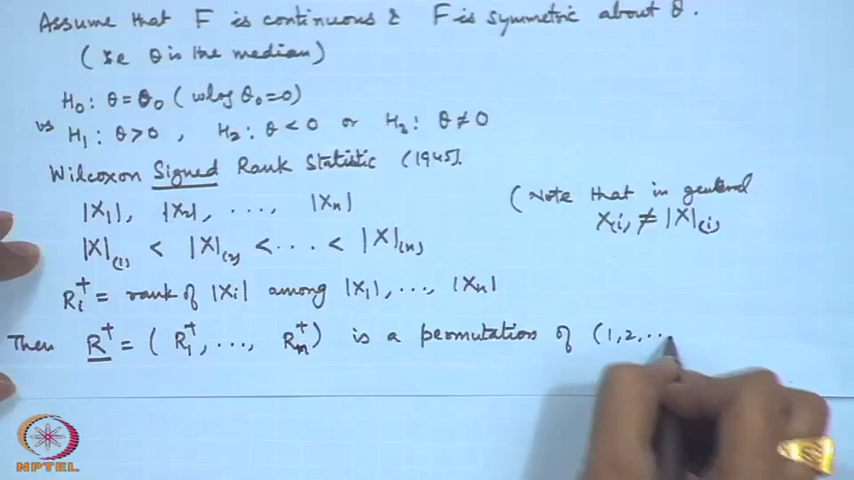 Assume that F is continuous & F is symmetric about θ.
(ie θ is the median)
H₀: θ = θ₀ (wlog θ₀=0)
vs H₁: θ > 0, H₂: θ < 0 or H₃: θ ≠ 0
Wilcoxon Signed Rank Statistic (1945).
|X₁|, |X₂|, ..., |Xₙ|
(Note that in general
X₍ᵢ₎ ≠ |X|₍ᵢ₎
|X|₍₁₎ < |X|₍₂₎ < ... < |X|₍ₙ₎
Rᵢ⁺ = rank of |Xᵢ| among |X₁|, ..., |Xₙ|
Then R⁺ = (R₁⁺, ..., Rₙ⁺) is a permutation of (1,2,...
NPTEL